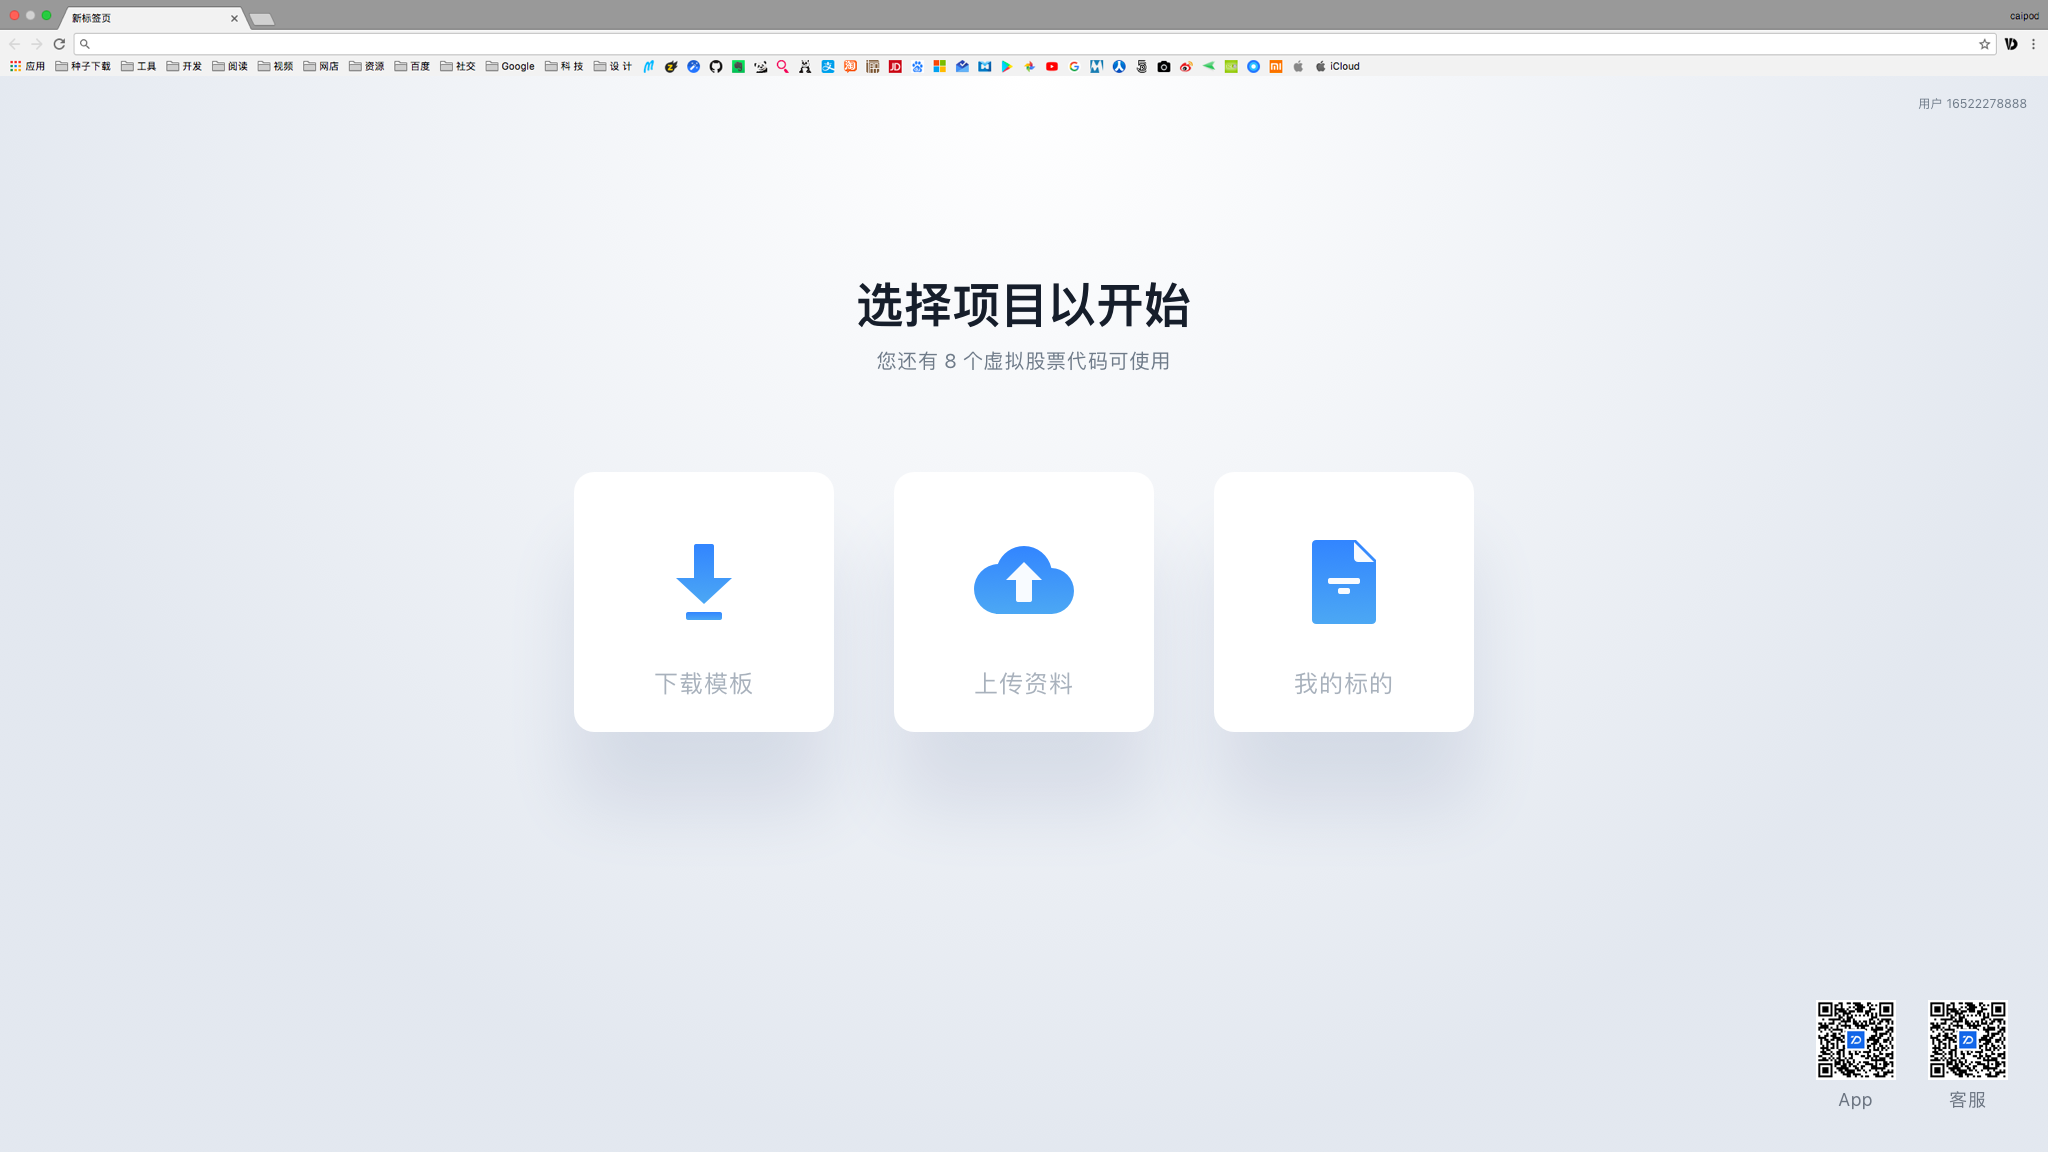 新标签页
caipod
应用 种子下载 工具 开发 阅读 视频 网店 资源 百度 社交 Google 科 技 设 计 iCloud
用户 16522278888
选择项目以开始
您还有 8 个虚拟股票代码可使用
下载模板 上传资料 我的标的
App 客服